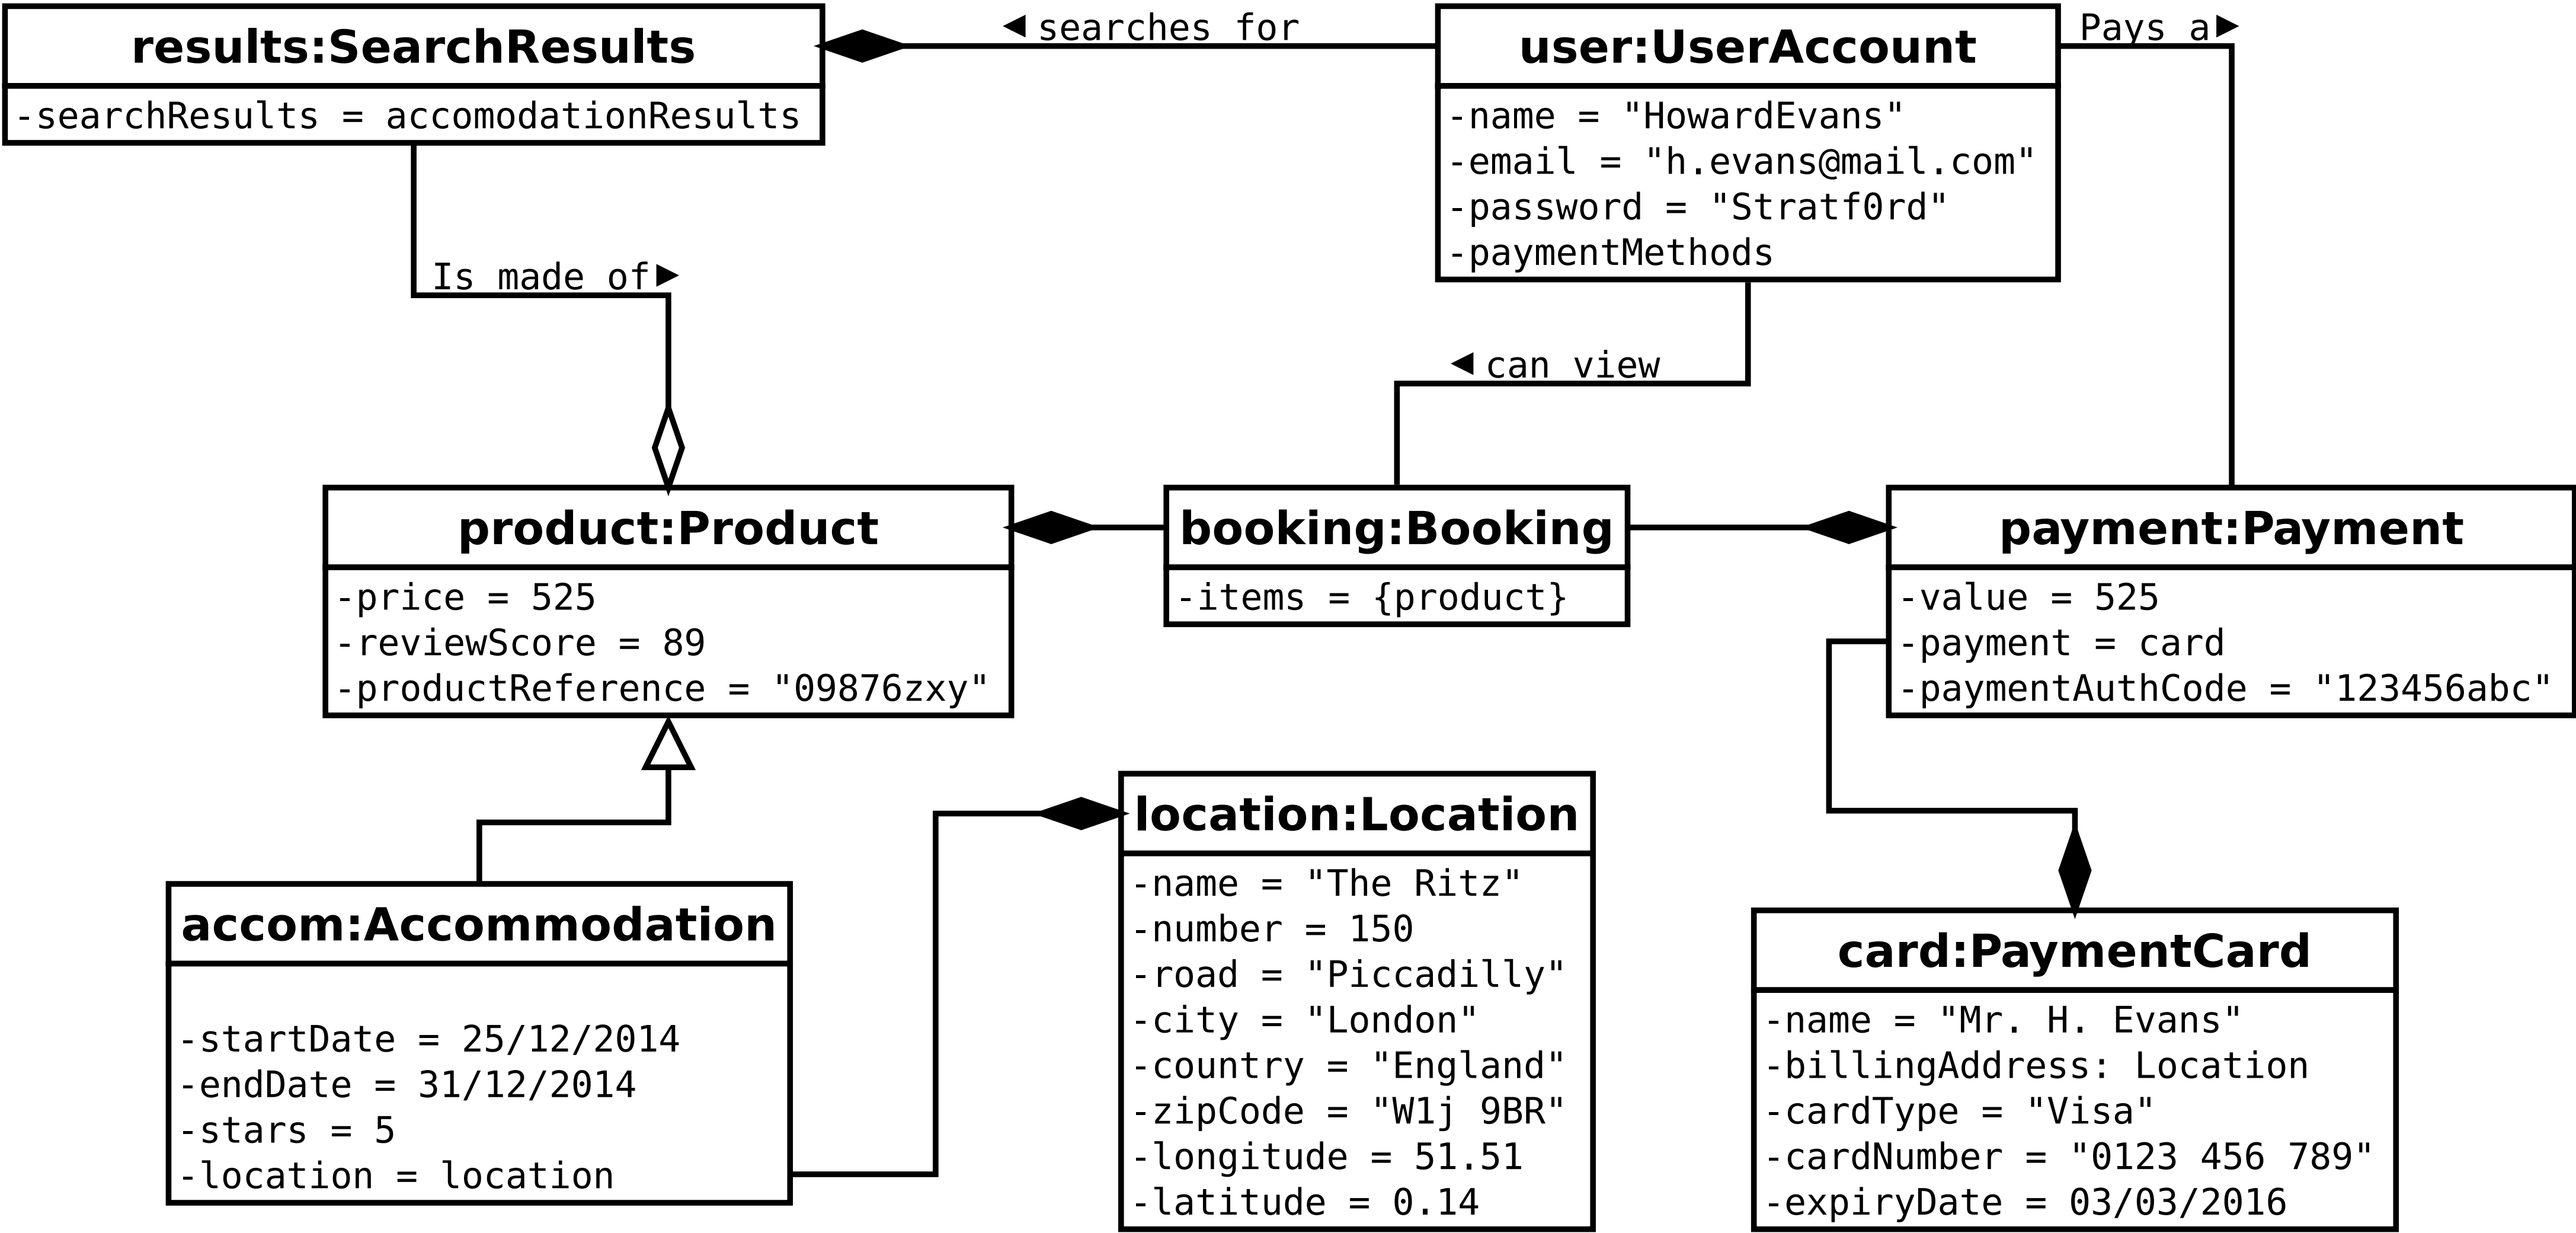 results:SearchResults
-searchResults = accomodationResults
◄ searches for
user:UserAccount
-name = "HowardEvans"
-email = "h.evans@mail.com"
-password = "Stratf0rd"
-paymentMethods
Pays a►
Is made of►
◄ can view
product:Product
-price = 525
-reviewScore = 89
-productReference = "09876zxy"
booking:Booking
-items = {product}
payment:Payment
-value = 525
-payment = card
-paymentAuthCode = "123456abc"
accom:Accommodation
-startDate = 25/12/2014
-endDate = 31/12/2014
-stars = 5
-location = location
location:Location
-name = "The Ritz"
-number = 150
-road = "Piccadilly"
-city = "London"
-country = "England"
-zipCode = "W1j 9BR"
-longitude = 51.51
-latitude = 0.14
card:PaymentCard
-name = "Mr. H. Evans"
-billingAddress: Location
-cardType = "Visa"
-cardNumber = "0123 456 789"
-expiryDate = 03/03/2016